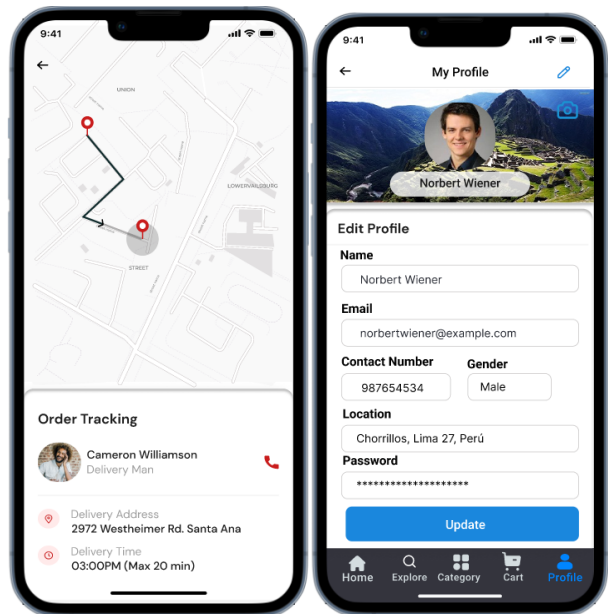 9:41
UNION
LOWERVAILSBURG
STREET
Order Tracking
Cameron Williamson
Delivery Man
Delivery Address
2972 Westheimer Rd. Santa Ana
Delivery Time
03:00PM (Max 20 min)
9:41
My Profile
Norbert Wiener
Edit Profile
Name
Norbert Wiener
Email
norbertwiener@example.com
Contact Number Gender
987654534 Male
Location
Chorrillos, Lima 27, Perú
Password
********************
Update
Home Explore Category Cart Profile